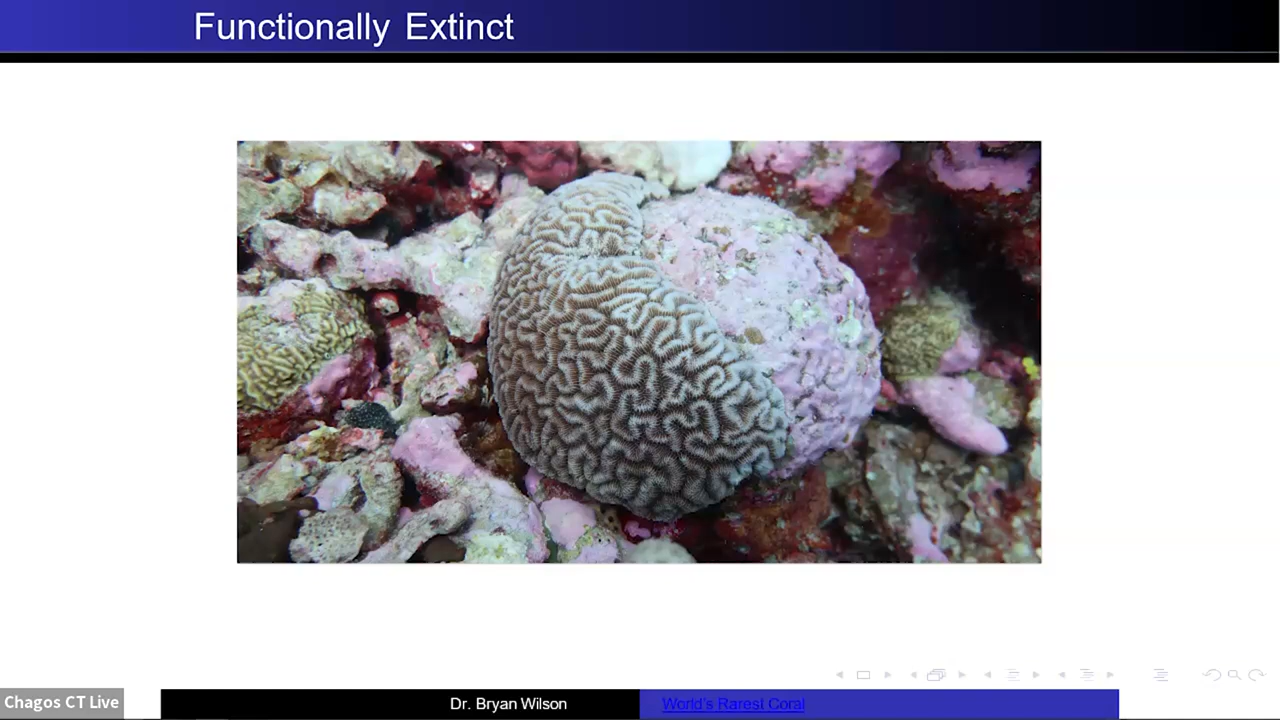 Functionally Extinct
Chagos CT Live
Dr. Bryan Wilson
World's Rarest Coral